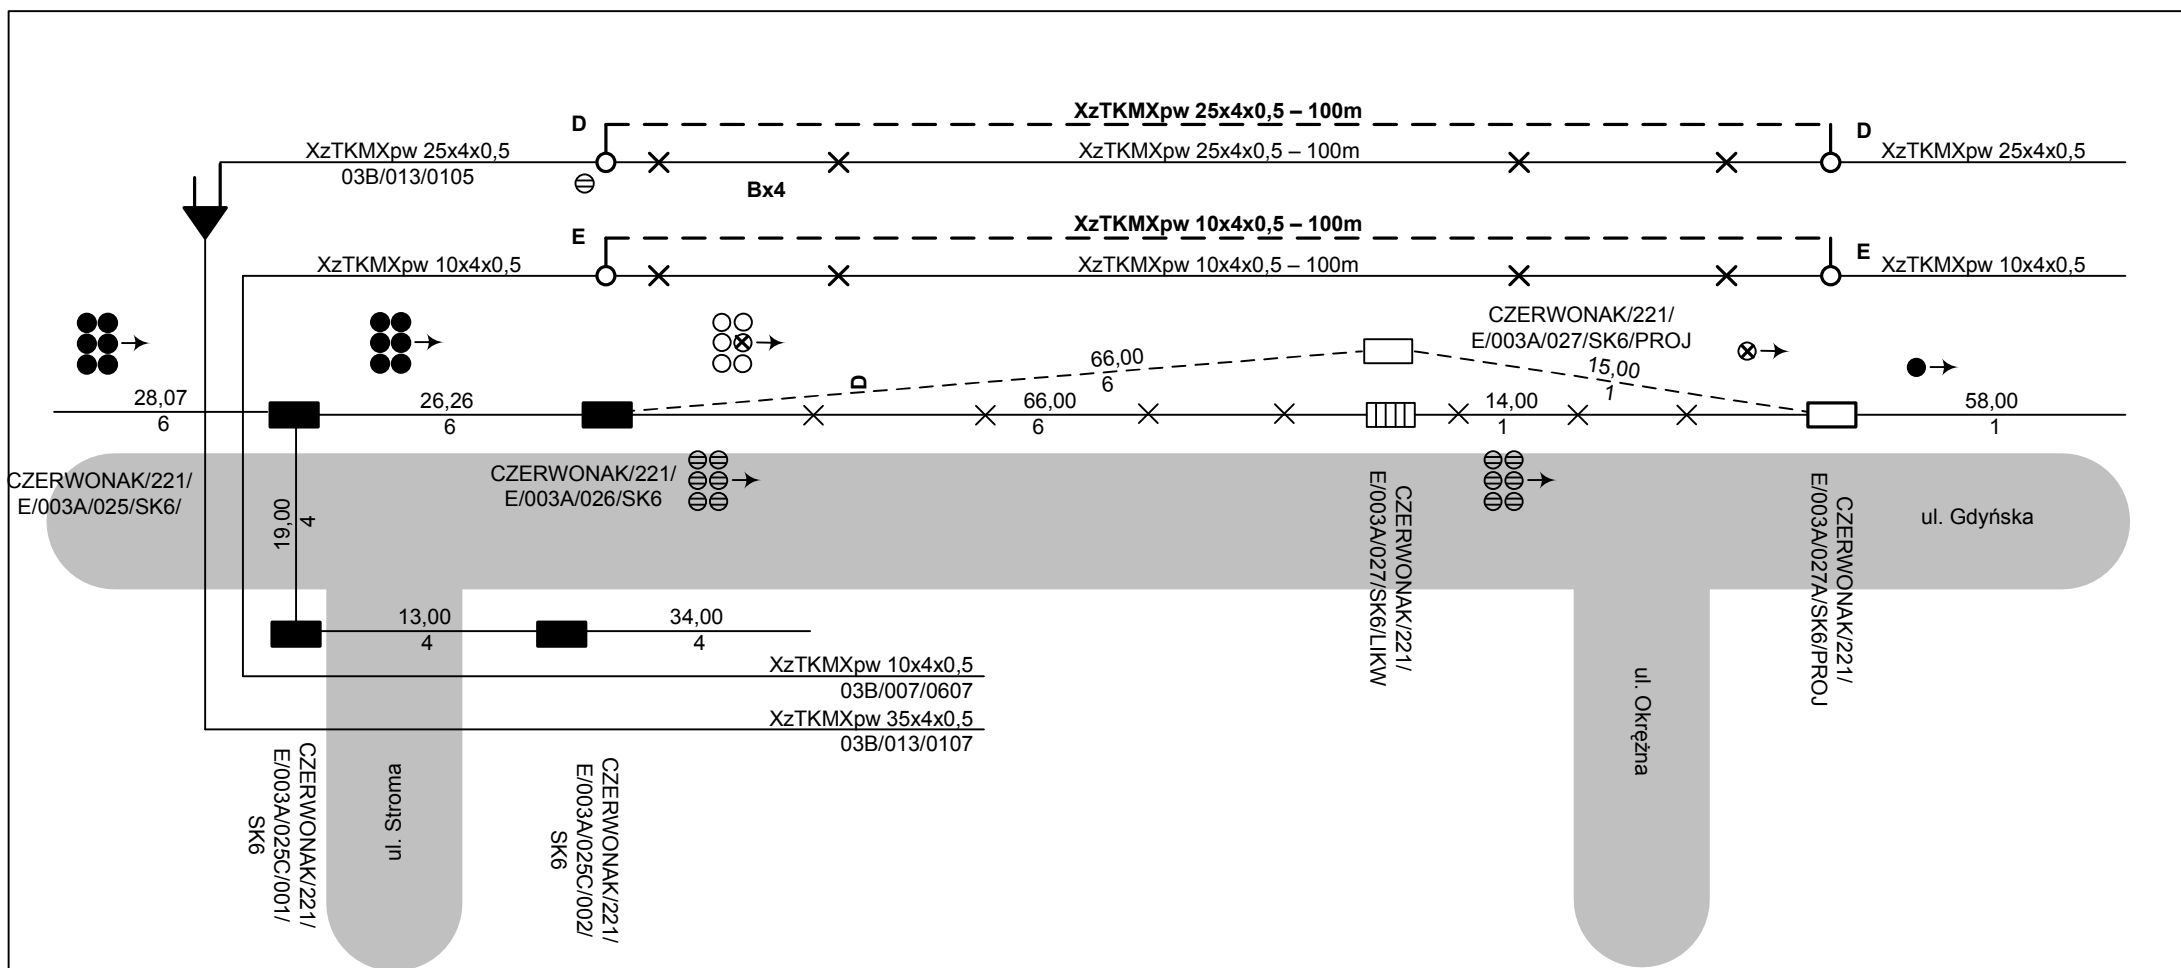 XzTKMXpw 25x4x0,5 – 100m
D
D
XzTKMXpw 25x4x0,5
XzTKMXpw 25x4x0,5 – 100m
XzTKMXpw 25x4x0,5
03B/013/0105
Bx4
XzTKMXpw 10x4x0,5 – 100m
E
E
XzTKMXpw 10x4x0,5
XzTKMXpw 10x4x0,5 – 100m
XzTKMXpw 10x4x0,5
CZERWONAK/221/
E/003A/027/SK6/PROJ
66,00
6
15,00
1
D
28,07
6
26,26
6
66,00
6
14,00
1
58,00
1
CZERWONAK/221/
E/003A/025/SK6/
CZERWONAK/221/
E/003A/026/SK6
CZERWONAK/221/
E/003A/027/SK6/LIKW
CZERWONAK/221/
E/003A/027A/SK6/PROJ
ul. Gdyńska
19,00
4
13,00
4
34,00
4
XzTKMXpw 10x4x0,5
03B/007/0607
XzTKMXpw 35x4x0,5
03B/013/0107
CZERWONAK/221/
E/003A/025C/001/
SK6
ul. Stroma
CZERWONAK/221/
E/003A/025C/002/
SK6
ul. Okrężna